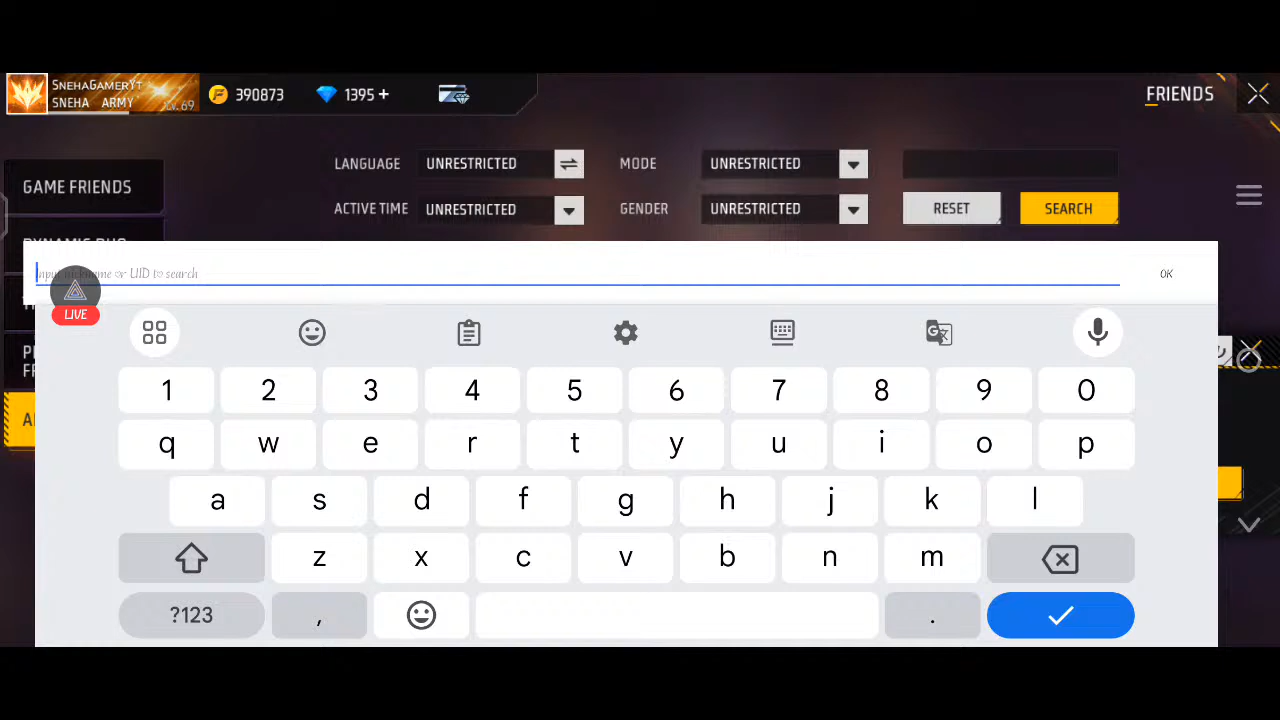 SNEHAGAMERYT
SNEHA ARMY
LV.69
390873
1395 +
FRIENDS
LANGUAGE UNRESTRICTED MODE UNRESTRICTED
GAME FRIENDS
ACTIVE TIME UNRESTRICTED GENDER UNRESTRICTED RESET SEARCH
DYNAMIC DUO
Input nickname or UID to search
OK
LIVE
1 2 3 4 5 6 7 8 9 0
q w e r t y u i o p
a s d f g h j k l
z x c v b n m
?123 , .